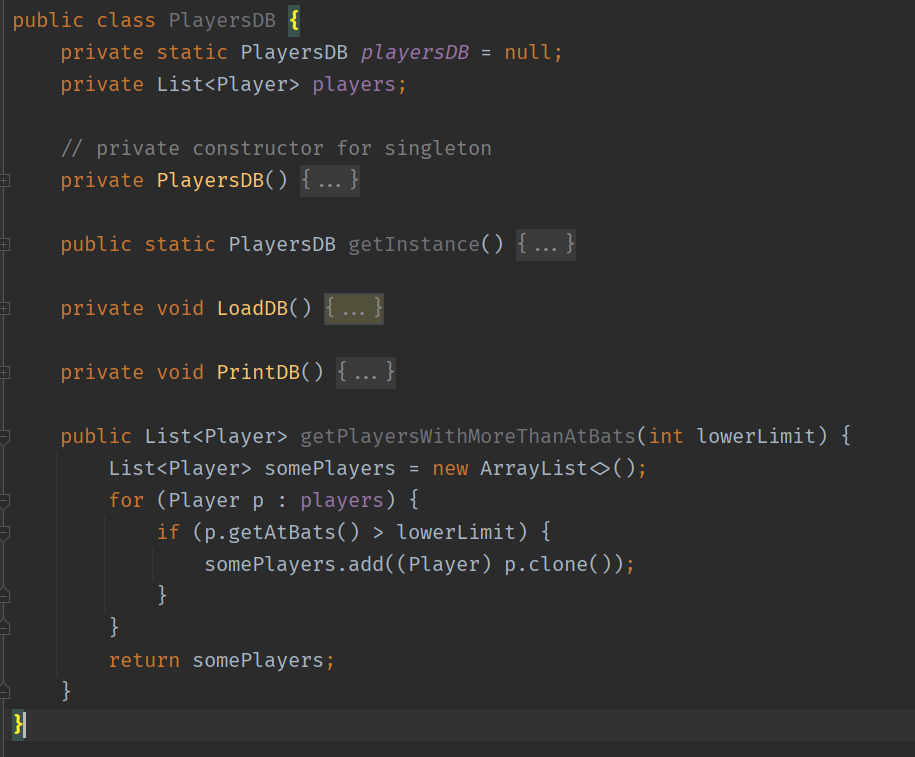 public class PlayersDB {
    private static PlayersDB playersDB = null;
    private List<Player> players;
    // private constructor for singleton
    private PlayersDB() {...}
    public static PlayersDB getInstance() {...}
    private void LoadDB() {...}
    private void PrintDB() {...}
    public List<Player> getPlayersWithMoreThanAtBats(int lowerLimit) {
        List<Player> somePlayers = new ArrayList<>();
        for (Player p : players) {
            if (p.getAtBats() > lowerLimit) {
                somePlayers.add((Player) p.clone());
            }
        }
        return somePlayers;
    }
}